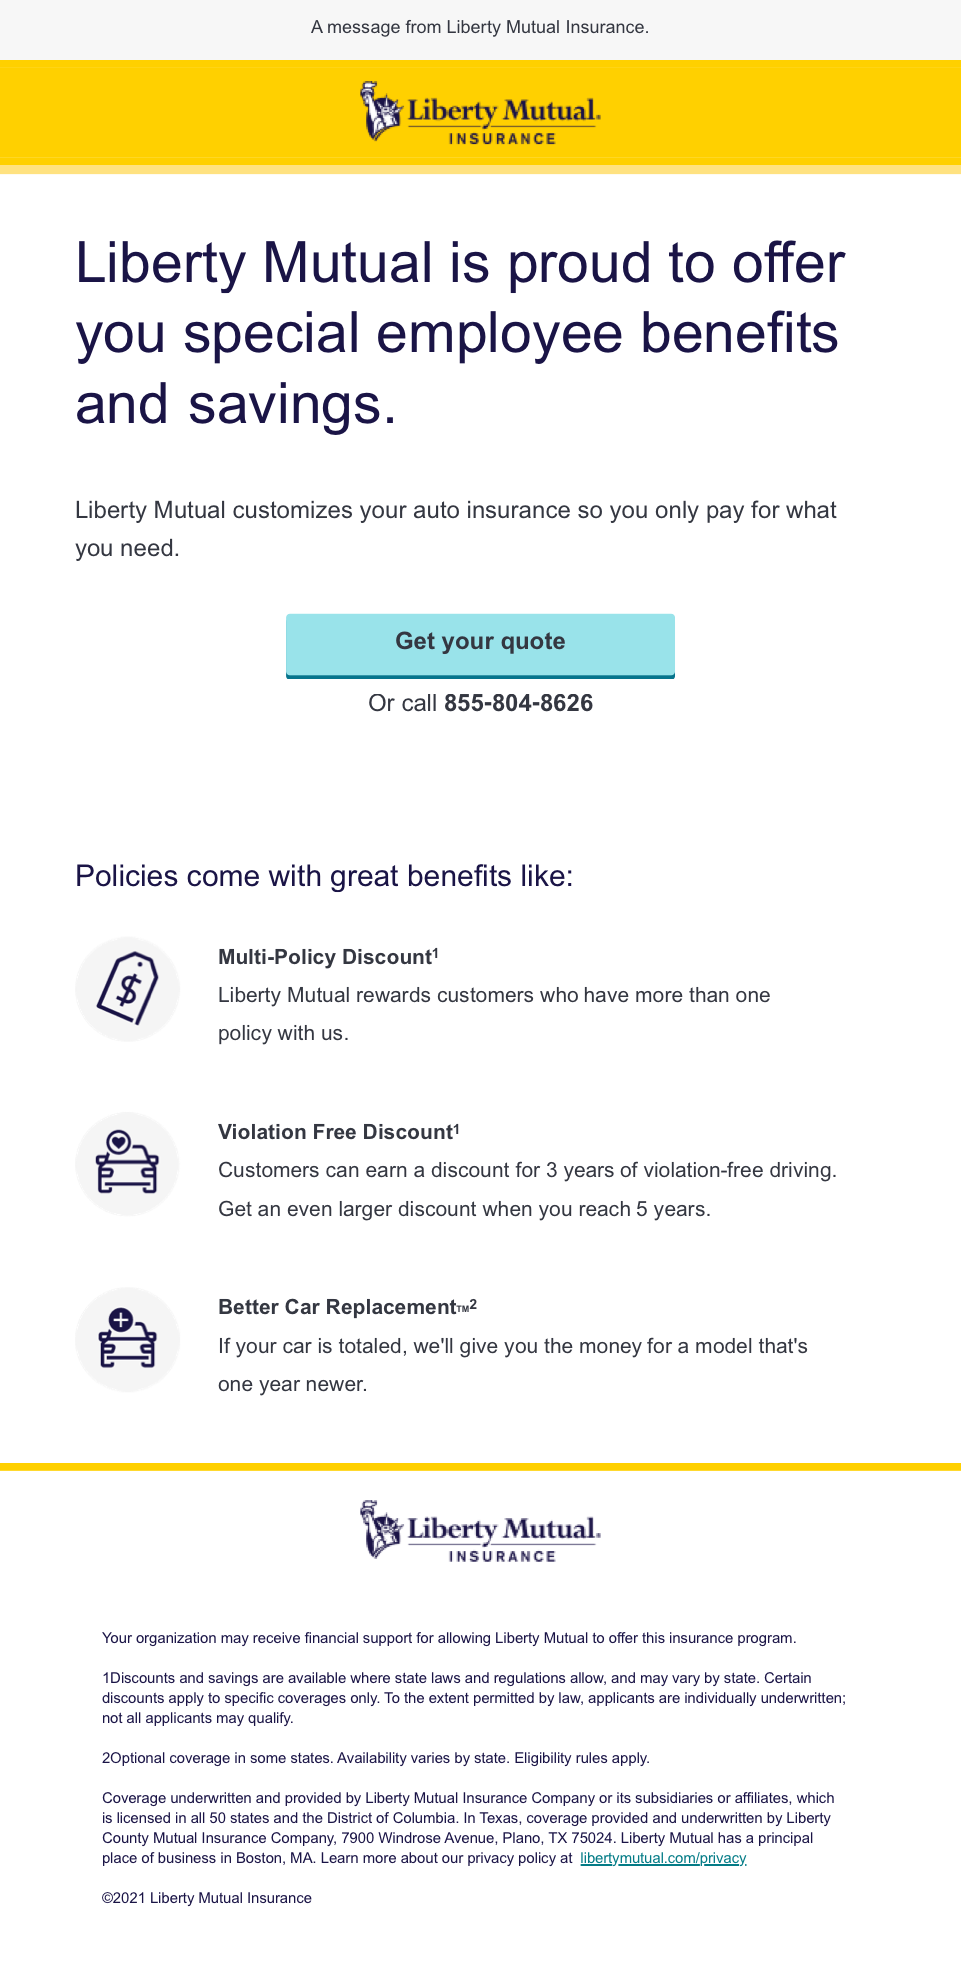 A message from Liberty Mutual Insurance.
Liberty Mutual.
INSURANCE
Liberty Mutual is proud to offer
you special employee benefits
and savings.
Liberty Mutual customizes your auto insurance so you only pay for what
you need.
Get your quote
Or call 855-804-8626
Policies come with great benefits like:
$
Multi-Policy Discount¹
Liberty Mutual rewards customers who have more than one
policy with us.
Violation Free Discount¹
Customers can earn a discount for 3 years of violation-free driving.
Get an even larger discount when you reach 5 years.
Better Car Replacement™²
If your car is totaled, we'll give you the money for a model that's
one year newer.
Liberty Mutual.
INSURANCE
Your organization may receive financial support for allowing Liberty Mutual to offer this insurance program.
1Discounts and savings are available where state laws and regulations allow, and may vary by state. Certain
discounts apply to specific coverages only. To the extent permitted by law, applicants are individually underwritten;
not all applicants may qualify.
2Optional coverage in some states. Availability varies by state. Eligibility rules apply.
Coverage underwritten and provided by Liberty Mutual Insurance Company or its subsidiaries or affiliates, which
is licensed in all 50 states and the District of Columbia. In Texas, coverage provided and underwritten by Liberty
County Mutual Insurance Company, 7900 Windrose Avenue, Plano, TX 75024. Liberty Mutual has a principal
place of business in Boston, MA. Learn more about our privacy policy at libertymutual.com/privacy
©2021 Liberty Mutual Insurance